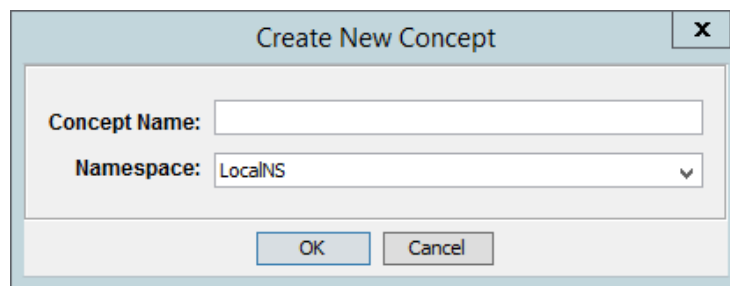 Create New Concept x
Concept Name:
Namespace: LocalNS
OK Cancel